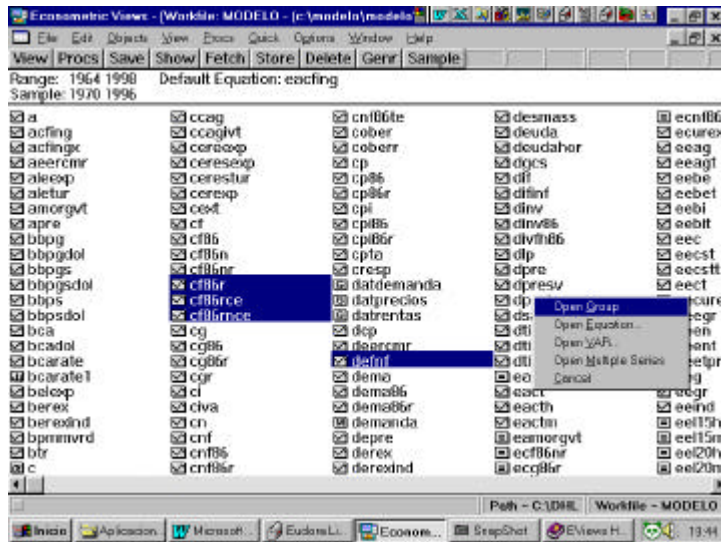 Econometric Views - (Workfile: MODELO - (c:\modelo\modelo
File Edit Objects View Procs Quick Options Window Help
View Procs Save Show Fetch Store Delete Genr Sample
Range: 1964 1998 Default Equation: eacfing
Sample: 1970 1996
a ccag cnf86te desmass ecnf86
acfing ccagivt cober deuda ecurex
acfingx cereexp coberr deudahor eeag
aeercmr ceresexp cp dgcs eeagt
aleexp cerestur cp86 dif eebe
aletur cerexp cp86r difinf eebet
amorgvt cext cpi dinv eebi
apre cf cpi86 dinv86 eebit
bbpg cf86 cpi86r divfh86 eec
bbpgdol cf86n cpta dlp eecst
bbpgs cf86nr cresp dpre eecstt
bbpgsdol cf86r datdemanda dpresv eect
bbps cf86rce datprecios
bbpsdol cf86rnce datrentas
Open Group
bca cg dcp
Open Equation...
bcadol cg86 deercmr
Open VAR...
bcarate cg86r definf
Open Multiple Series
bcarate1 cgr dema
Cancel
belexp ci dema86 eact eegr
berex civa dema86r eacth eeind
berexind cn demanda eactm eel15h
bpmmvrd cnf depre eamorgvt eel15m
btr cnf86 derex ecf86nr eel20h
c cnf86r derexind ecg86r eel20m
Path - C:\DHL Workfile - MODELO
Inicio Aplicacion Microsoft... Eudora Li... Econom... SnapShot EViews H... 19:44